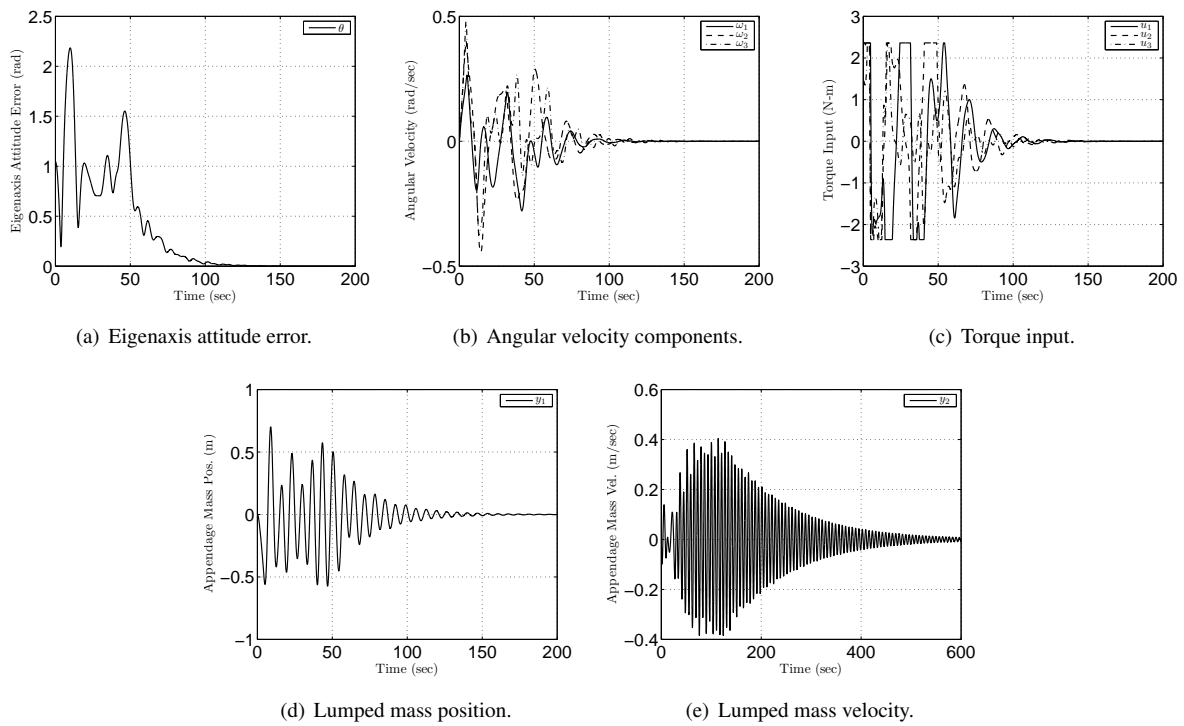 θ
2.5
2
1.5
1
0.5
0
0 50 100 150 200
Eigenaxis Attitude Error (rad)
Time (sec)
(a) Eigenaxis attitude error.
ω₁
ω₂
ω₃
0.5
0
−0.5
0 50 100 150 200
Angular Velocity (rad/sec)
Time (sec)
(b) Angular velocity components.
u₁
u₂
u₃
3
2
1
0
−1
−2
−3
0 50 100 150 200
Torque Input (N-m)
Time (sec)
(c) Torque input.
y₁
1
0.5
0
−0.5
−1
0 50 100 150 200
Appendage Mass Pos. (m)
Time (sec)
(d) Lumped mass position.
y₂
0.6
0.4
0.2
0
−0.2
−0.4
0 200 400 600
Appendage Mass Vel. (m/sec)
Time (sec)
(e) Lumped mass velocity.